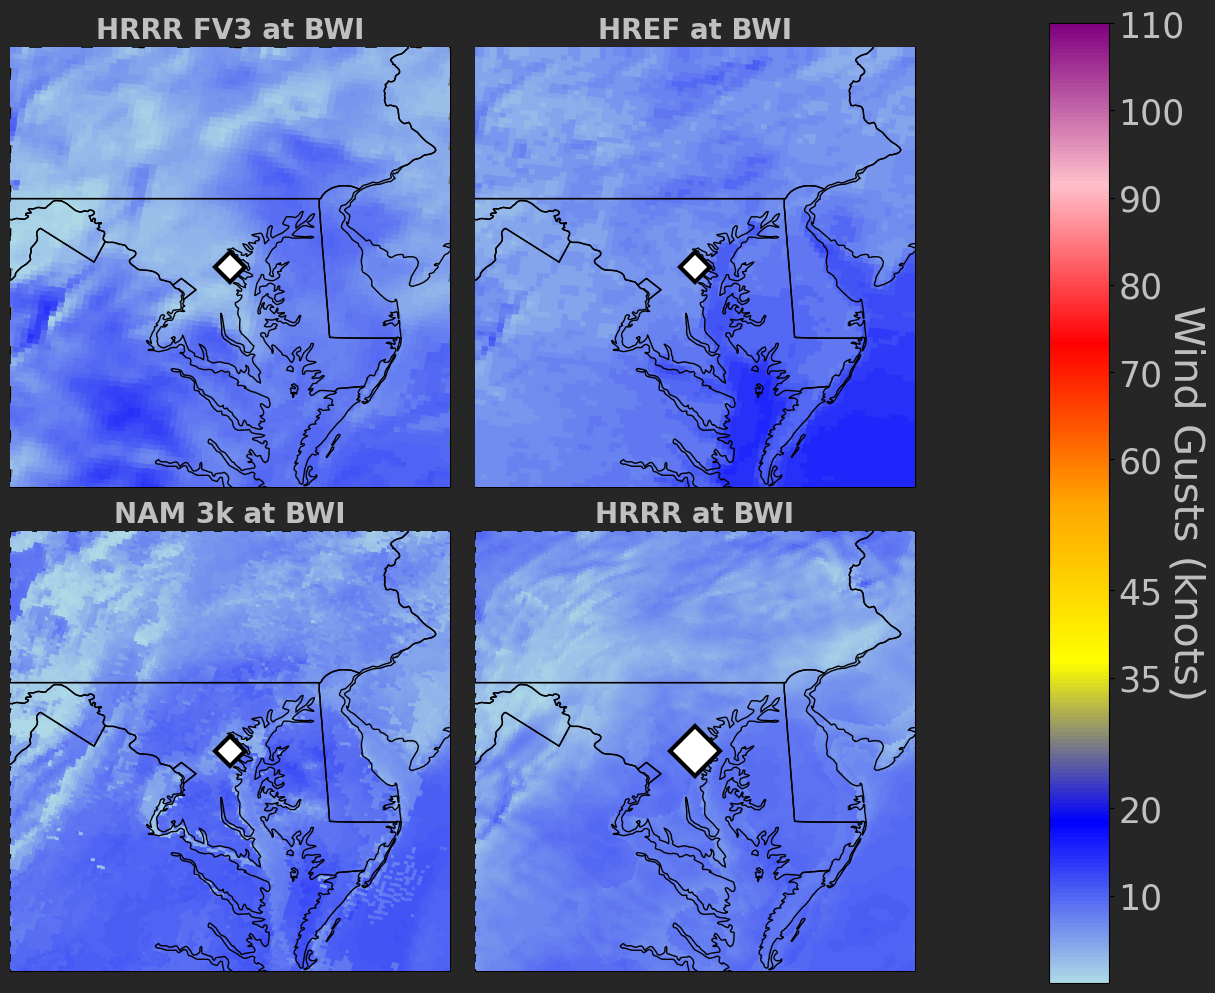 HRRR FV3 at BWI
HREF at BWI
NAM 3k at BWI
HRRR at BWI
110
100
90
80
70
60
45
35
20
10
Wind Gusts (knots)